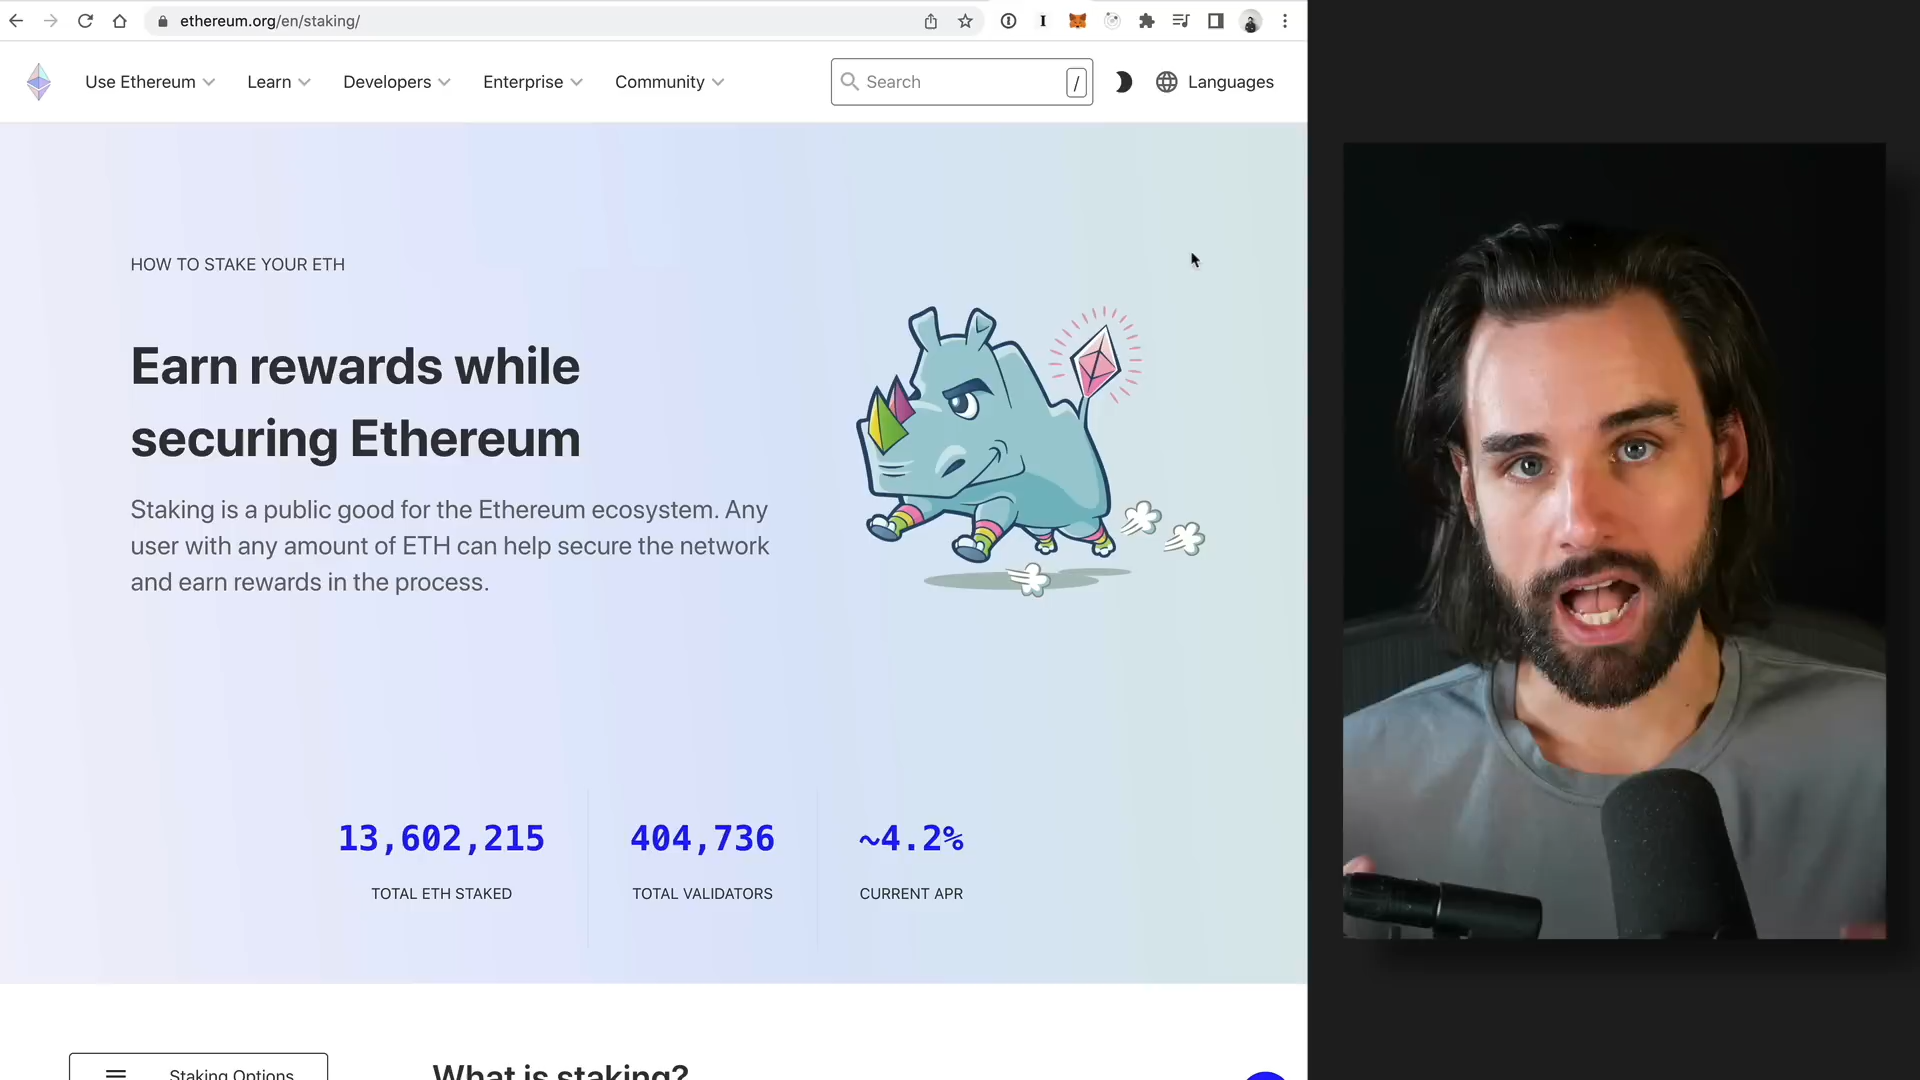 ethereum.org/en/staking/
Use Ethereum
Learn
Developers
Enterprise
Community
Search
/
Languages
HOW TO STAKE YOUR ETH
Earn rewards while
securing Ethereum
Staking is a public good for the Ethereum ecosystem. Any
user with any amount of ETH can help secure the network
and earn rewards in the process.
13,602,215
404,736
~4.2%
TOTAL ETH STAKED
TOTAL VALIDATORS
CURRENT APR
Staking Options
What is staking?